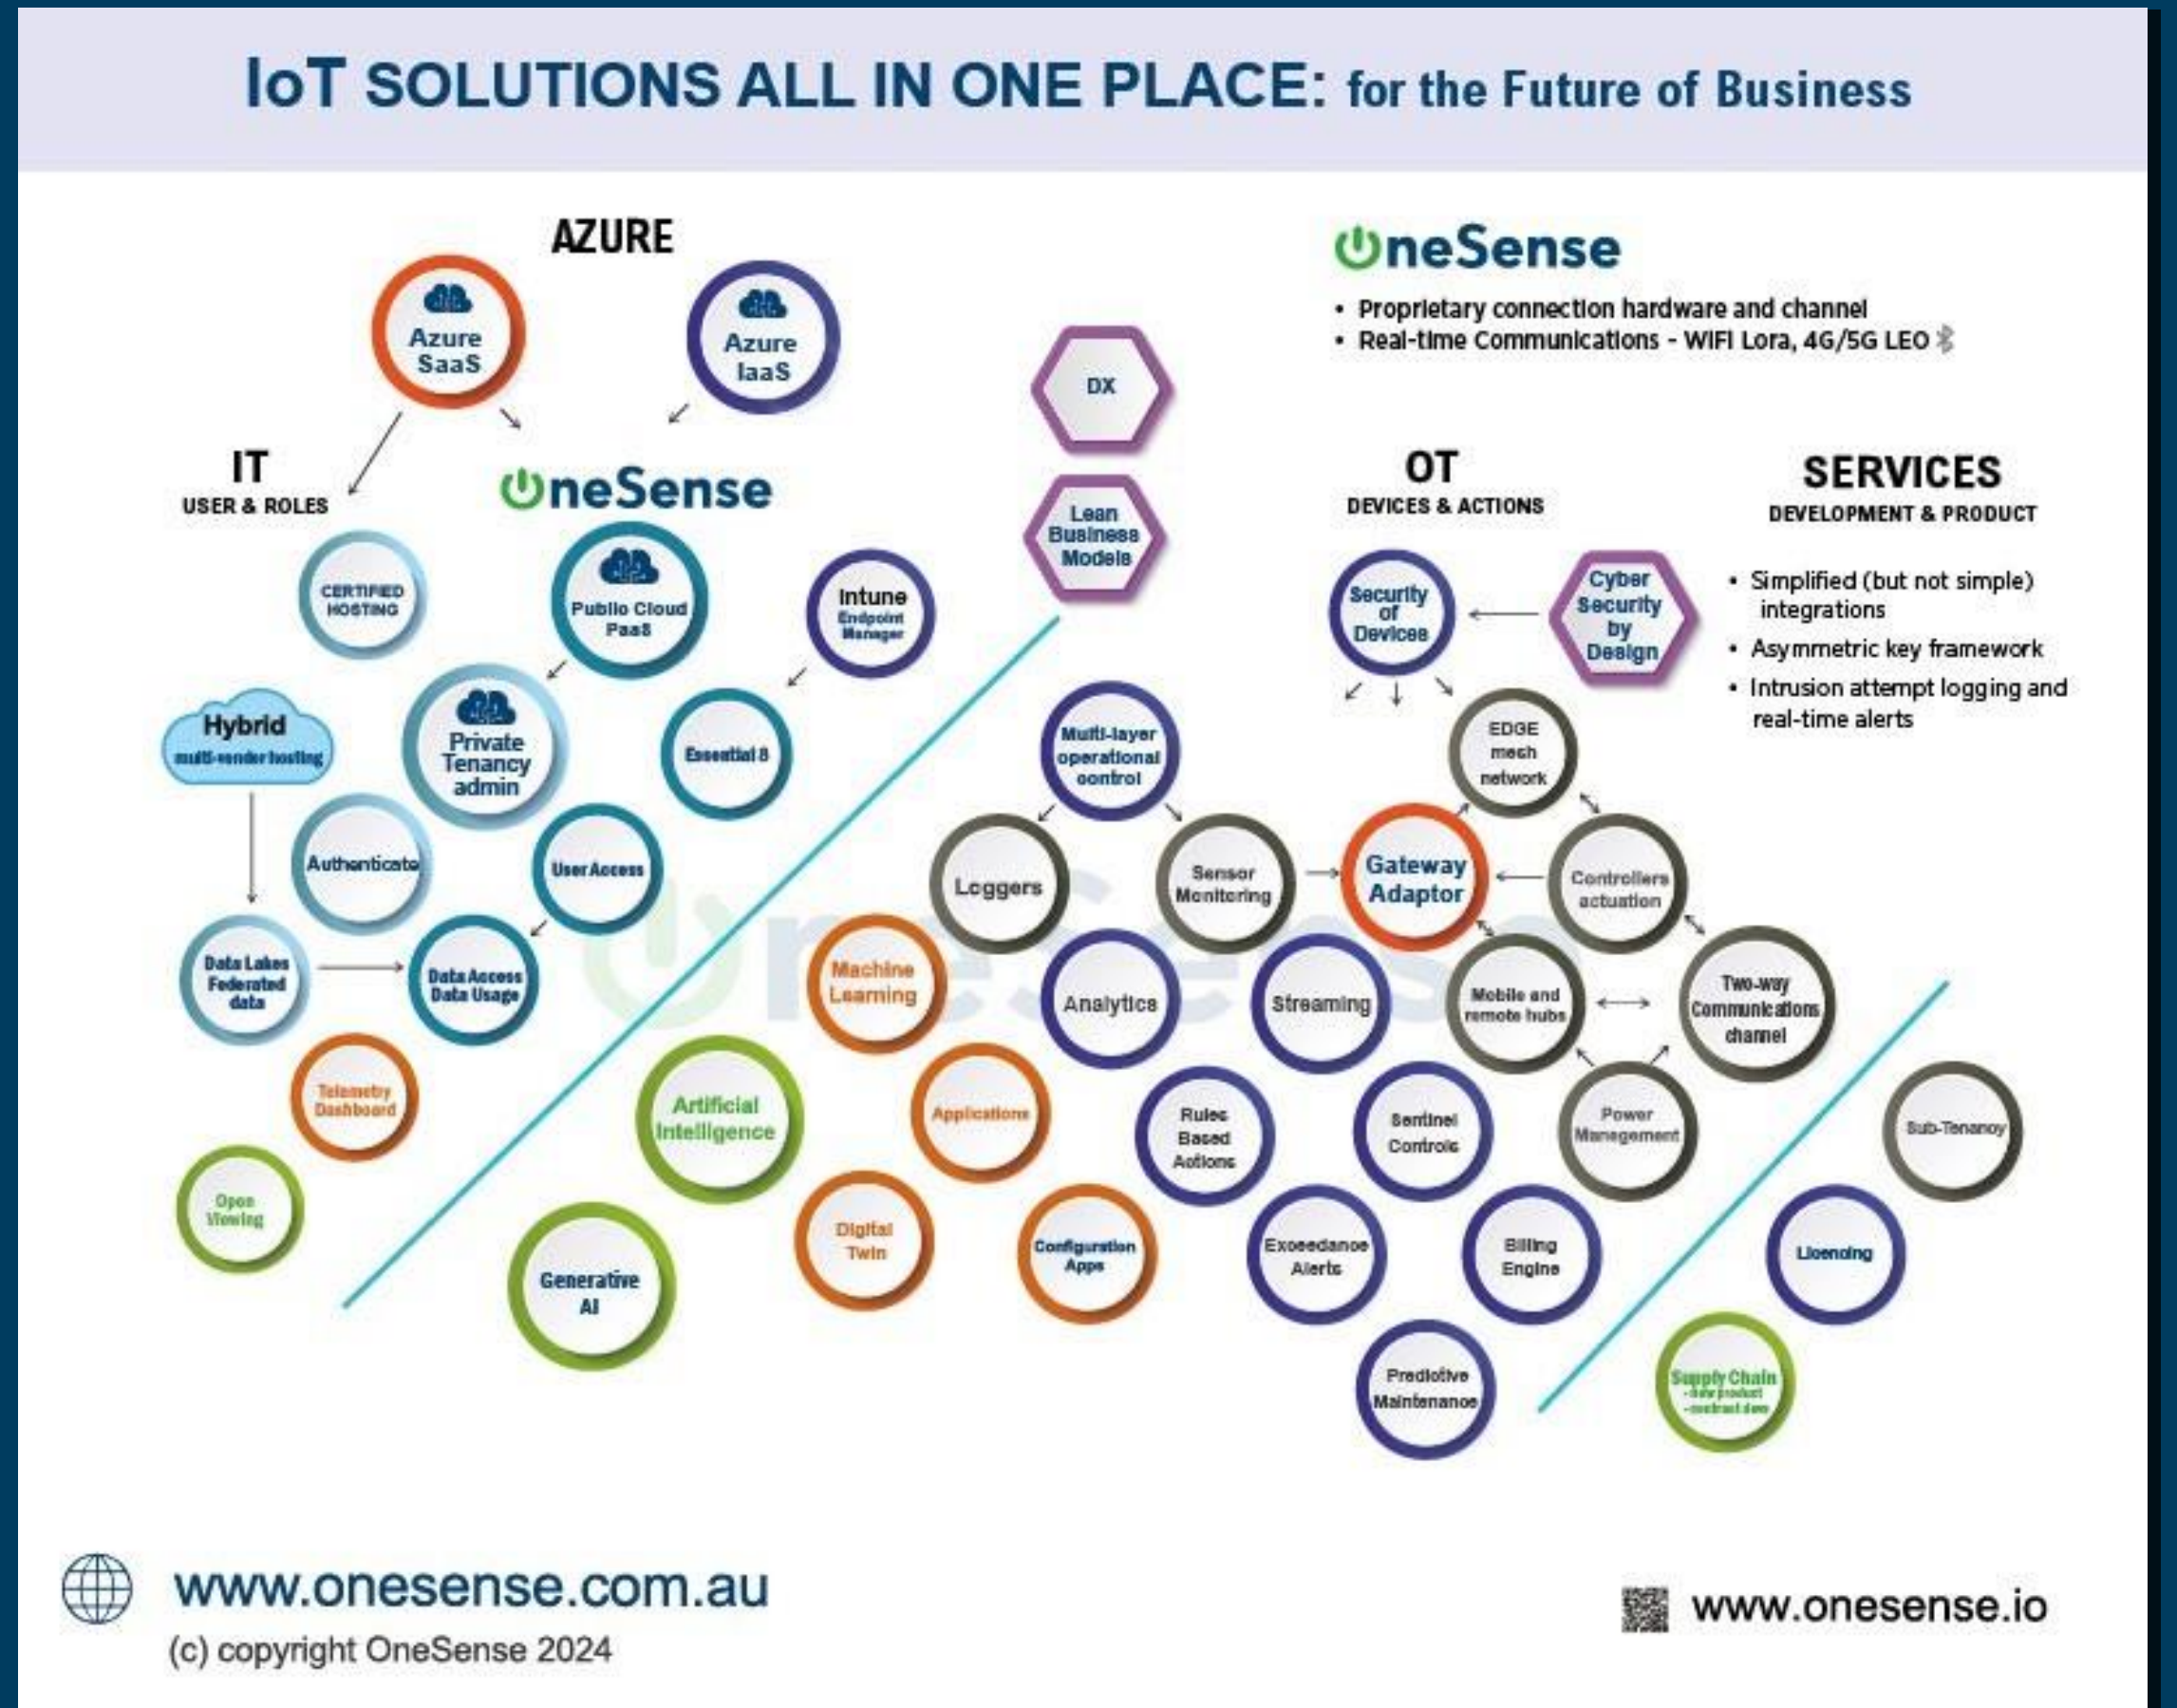 IoT SOLUTIONS ALL IN ONE PLACE: for the Future of Business
AZURE
Azure
SaaS
Azure
IaaS
OneSense
• Proprietary connection hardware and channel
• Real-time Communications - WIFI Lora, 4G/5G LEO
DX
Lean
Business
Models
IT
USER & ROLES
OneSense
OT
DEVICES & ACTIONS
SERVICES
DEVELOPMENT & PRODUCT
CERTIFIED
HOSTING
Public Cloud
PaaS
Intune
Endpoint
Manager
Security
of
Devices
Cyber
Security
by
Design
• Simplified (but not simple)
integrations
• Asymmetric key framework
• Intrusion attempt logging and
real-time alerts
Hybrid
multi-vendor hosting
Private
Tenancy
admin
Essential 8
Multi-layer
operational
control
EDGE
mesh
network
Authenticate
User Access
Loggers
Sensor
Monitoring
Gateway
Adaptor
Controllers
actuation
Data Lakes
Federated
data
Data Access
Data Usage
Machine
Learning
Analytics
Streaming
Mobile and
remote hubs
Two-way
Communications
channel
OneSense
Telemetry
Dashboard
Artificial
Intelligence
Applications
Rules
Based
Actions
Sentinel
Controls
Power
Management
Sub-Tenancy
Open
Viewing
Generative
AI
Digital
Twin
Configuration
Apps
Exceedance
Alerts
Billing
Engine
Licencing
Predictive
Maintenance
Supply Chain
- new product
- contract dev
www.onesense.com.au
(c) copyright OneSense 2024
www.onesense.io